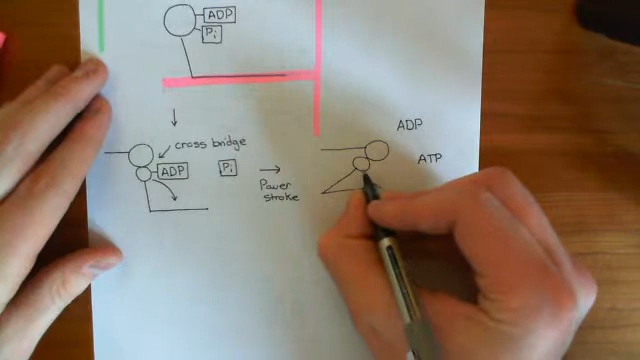 ADP
Pi
cross bridge
ADP
Pi
Power
stroke
ADP
ATP